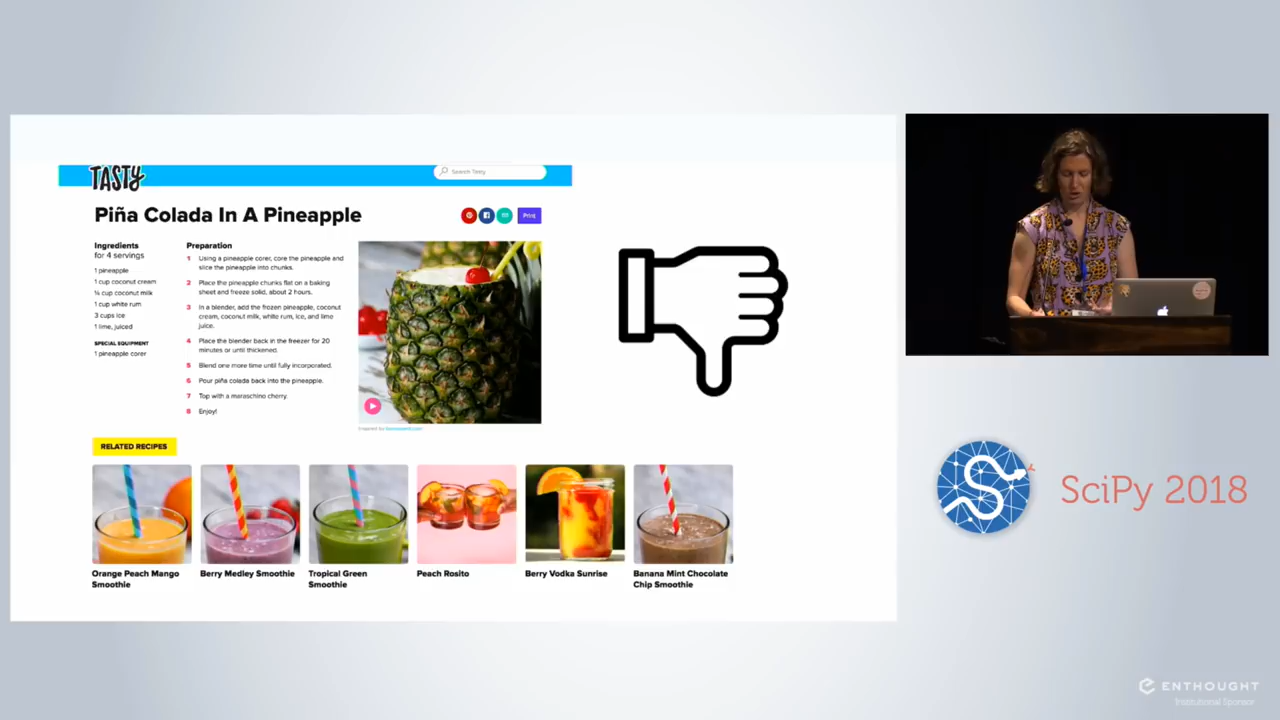 TASTY
Search Tasty
Piña Colada In A Pineapple
Print
Ingredients
for 4 servings
1 pineapple
1 cup coconut cream
¼ cup coconut milk
1 cup white rum
3 cups ice
1 lime, juiced
SPECIAL EQUIPMENT
1 pineapple corer
Preparation
1 Using a pineapple corer, core the pineapple and
slice the pineapple into chunks.
2 Place the pineapple chunks flat on a baking
sheet and freeze solid, about 2 hours.
3 In a blender, add the frozen pineapple, coconut
cream, coconut milk, white rum, ice, and lime
juice.
4 Place the blender back in the freezer for 20
minutes or until thickened.
5 Blend one more time until fully incorporated.
6 Pour piña colada back into the pineapple.
7 Top with a maraschino cherry.
8 Enjoy!
Inspired by
RELATED RECIPES
Orange Peach Mango
Smoothie
Berry Medley Smoothie
Tropical Green
Smoothie
Peach Rosito
Berry Vodka Sunrise
Banana Mint Chocolate
Chip Smoothie
SciPy 2018
ENTHOUGHT
Institutional Sponsor